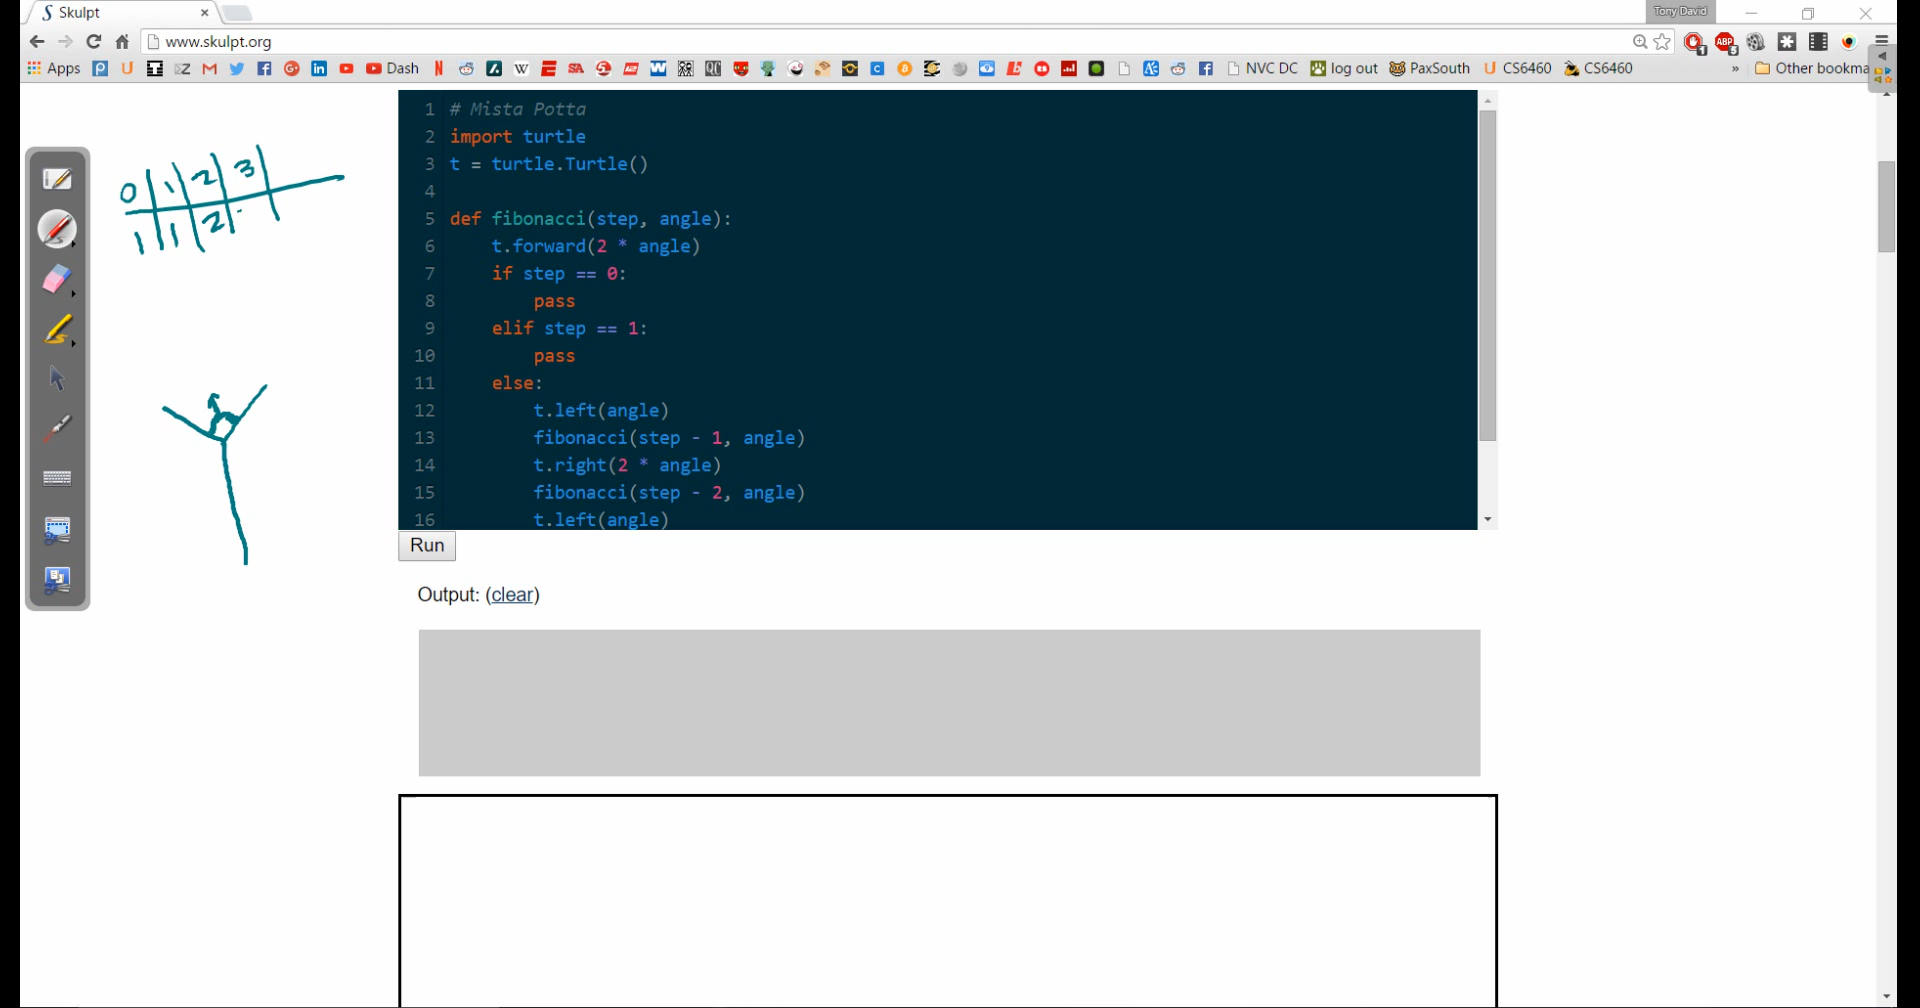 Skulpt
Tony David
www.skulpt.org
Apps
Dash
NVC DC
log out
PaxSouth
CS6460
CS6460
»
Other bookma
0 1 2 3
1 1 2
1 # Mista Potta
2 import turtle
3 t = turtle.Turtle()
4
5 def fibonacci(step, angle):
6 t.forward(2 * angle)
7 if step == 0:
8 pass
9 elif step == 1:
10 pass
11 else:
12 t.left(angle)
13 fibonacci(step - 1, angle)
14 t.right(2 * angle)
15 fibonacci(step - 2, angle)
16 t.left(angle)
Run
Output: (clear)